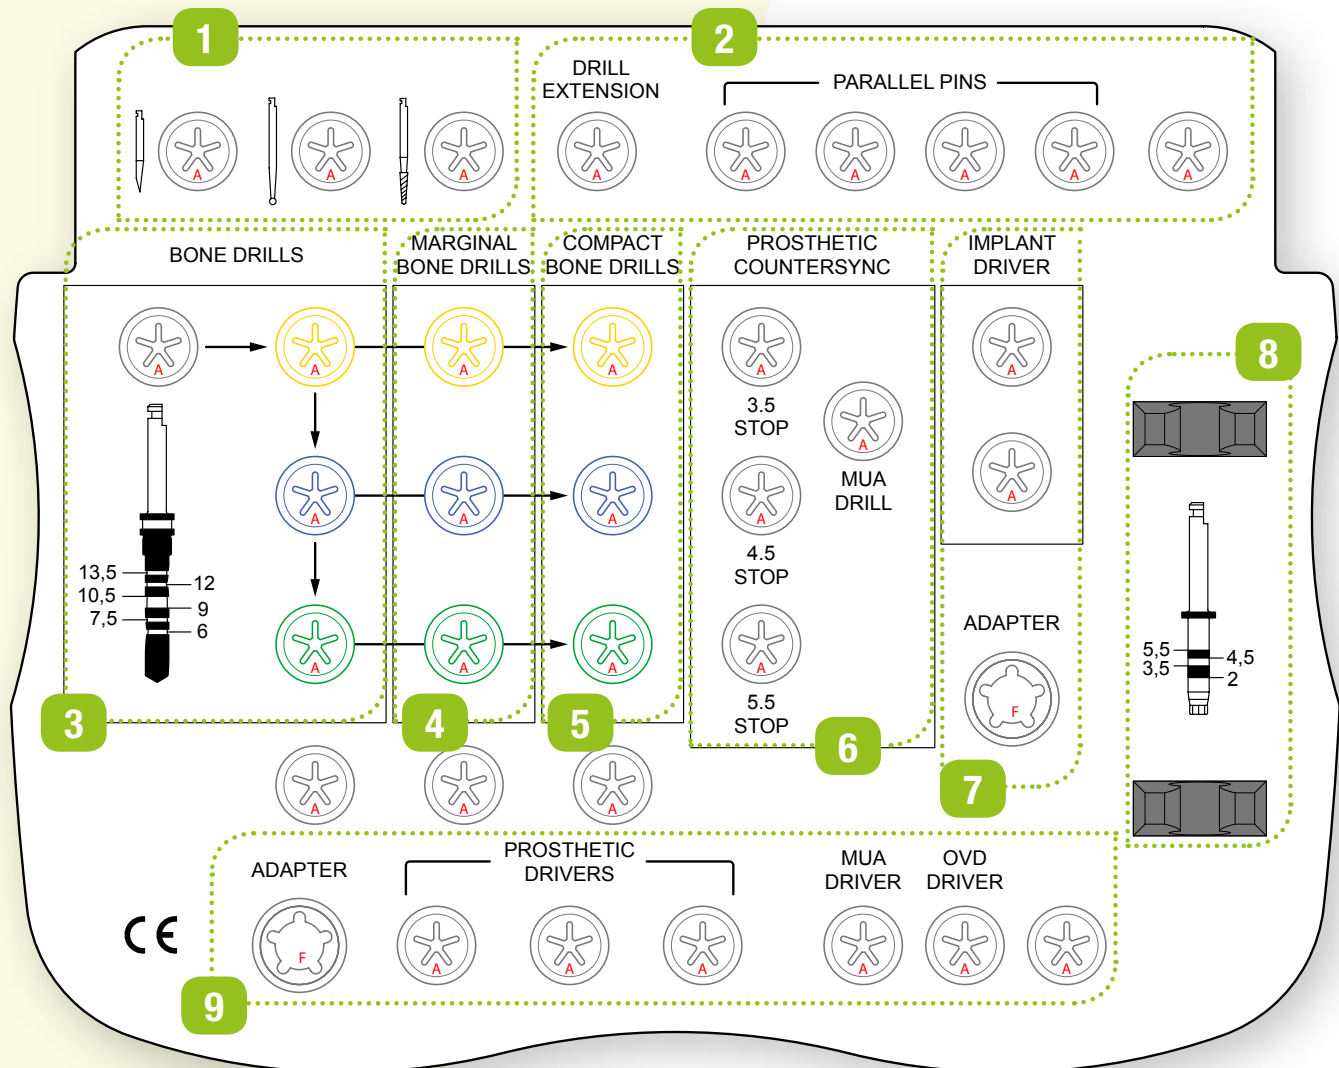 1
2
DRILL
EXTENSION
PARALLEL PINS
A A A A A A A A A
BONE DRILLS
MARGINAL
BONE DRILLS
COMPACT
BONE DRILLS
PROSTHETIC
COUNTERSYNC
IMPLANT
DRIVER
A A A A A A
3.5
STOP
A
MUA
DRILL
A A A A A
4.5
STOP
13,5
12
10,5
9
7,5
6
A A A A
5.5
STOP
ADAPTER
F
8
5,5
4,5
3,5
2
3
4
5
6
7
A A A
ADAPTER
PROSTHETIC
DRIVERS
MUA
DRIVER
OVD
DRIVER
CE
F A A A A A A
9